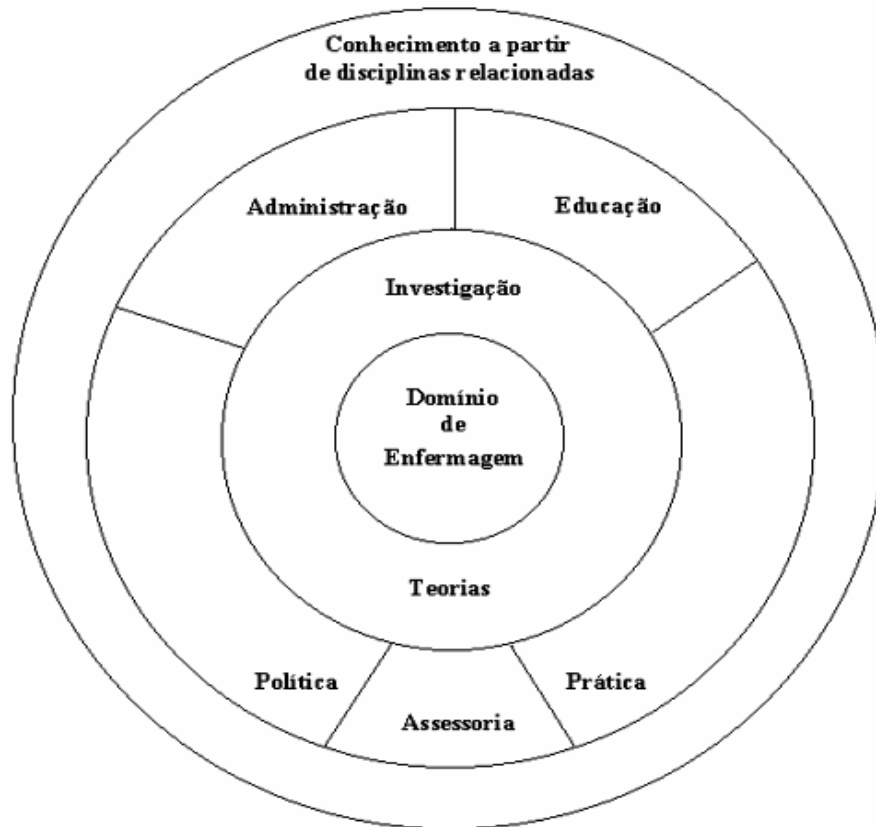 Conhecimento a partir
de disciplinas relacionadas
Administração
Educação
Investigação
Domínio
de
Enfermagem
Teorias
Política
Prática
Assessoria